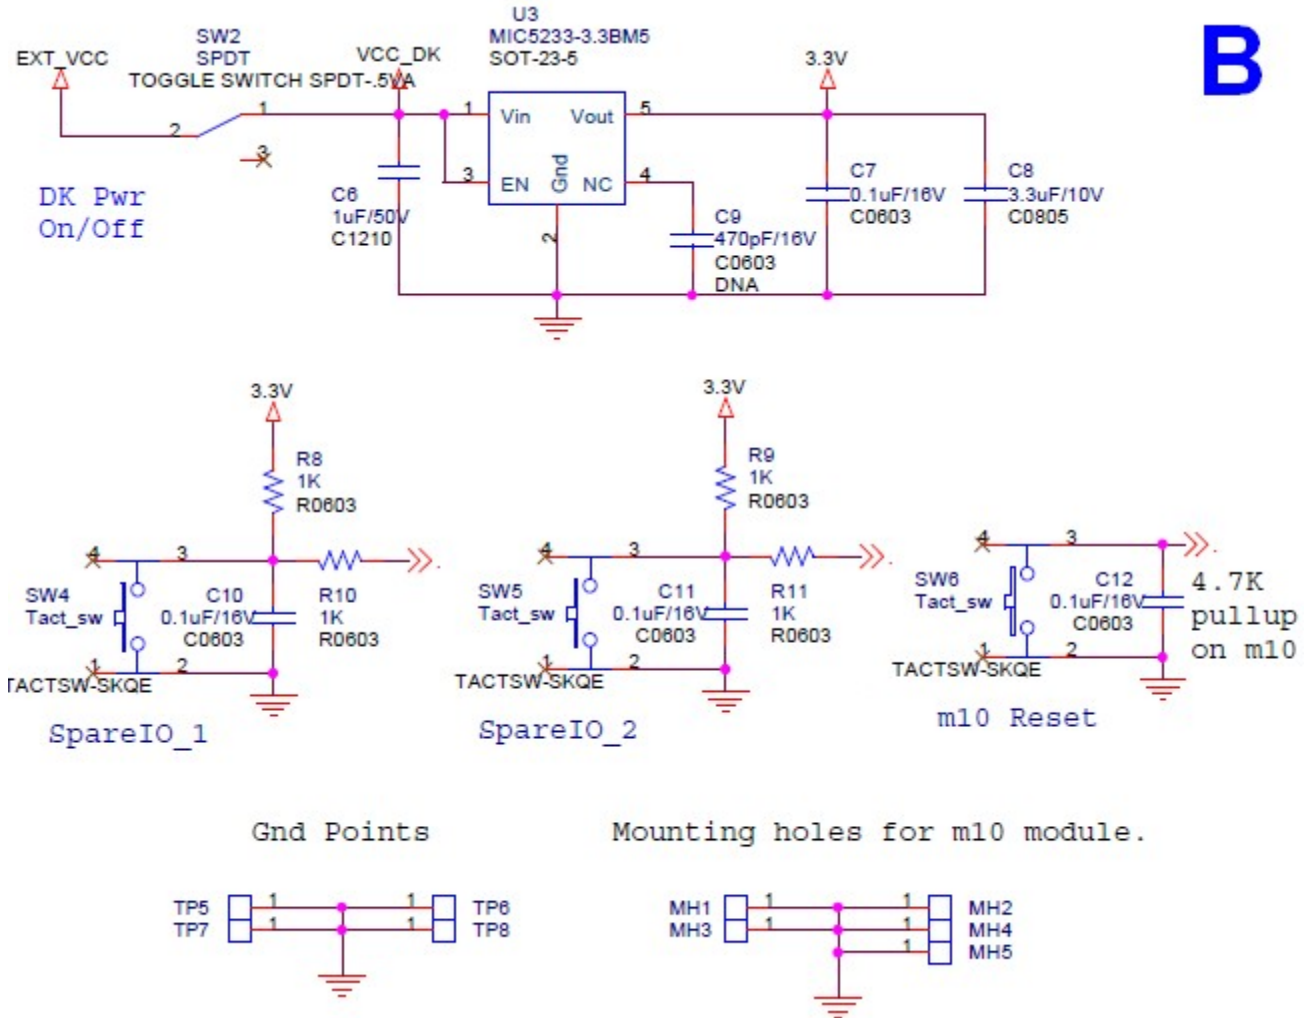 B
U3
MIC5233-3.3BM5
SOT-23-5
SW2
SPDT
TOGGLE SWITCH SPDT-.5VA
EXT_VCC
VCC_DK
3.3V
2
1
3
1
Vin
Vout
5
3
EN
Gnd
NC
4
2
DK Pwr
On/Off
C6
1uF/50V
C1210
C9
470pF/16V
C0603
DNA
C7
0.1uF/16V
C0603
C8
3.3uF/10V
C0805
3.3V
R8
1K
R0603
4
3
SW4
Tact_sw
C10
0.1uF/16V
C0603
R10
1K
R0603
1
2
TACTSW-SKQE
SpareIO_1
3.3V
R9
1K
R0603
4
3
SW5
Tact_sw
C11
0.1uF/16V
C0603
R11
1K
R0603
1
2
TACTSW-SKQE
SpareIO_2
4
3
SW6
Tact_sw
C12
0.1uF/16V
C0603
4.7K
pullup
on m10
1
2
TACTSW-SKQE
m10 Reset
Gnd Points
TP5 1 1 TP6
TP7 1 1 TP8
Mounting holes for m10 module.
MH1 1 1 MH2
MH3 1 1 MH4
1 MH5